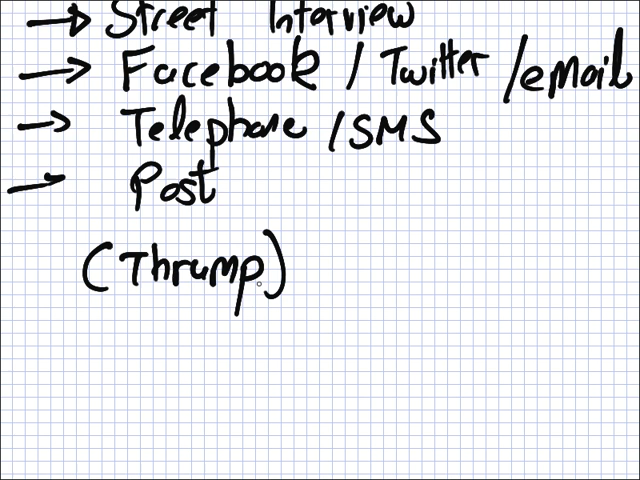 → Street Interview
→ Facebook / Twitter / email
→ Telephone / SMS
→ Post
(Thrump)